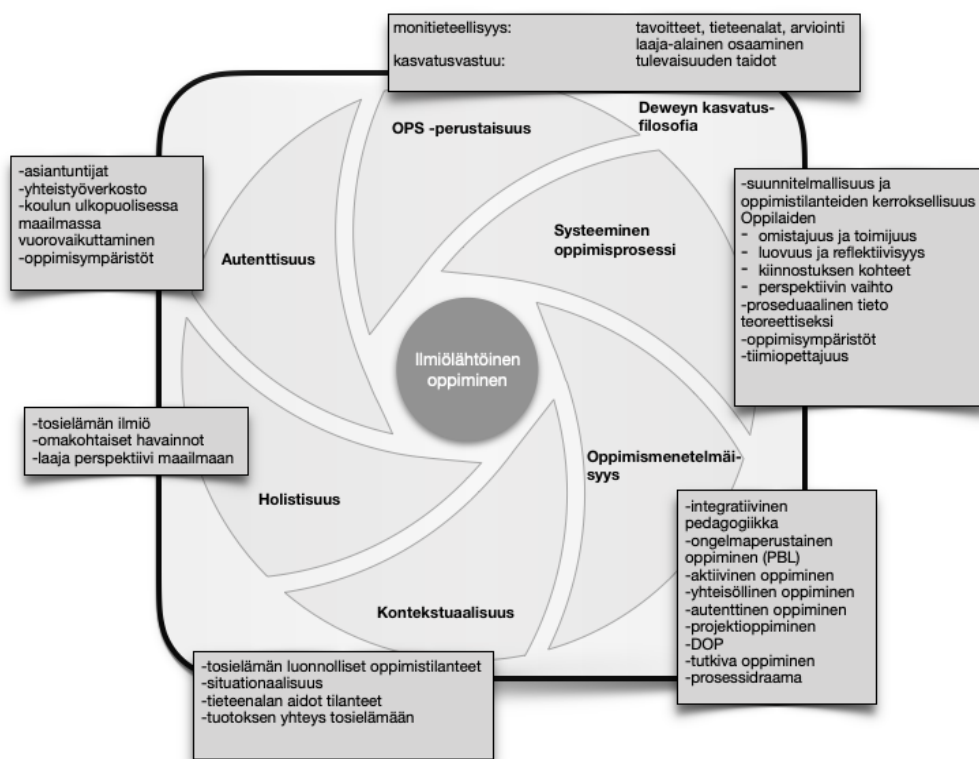 monitieteellisyys: tavoitteet, tieteenalat, arviointi
laaja-alainen osaaminen
kasvatusvastuu: tulevaisuuden taidot
OPS -perustaisuus
Deweyn kasvatus-
filosofia
-asiantuntijat
-yhteistyöverkosto
-koulun ulkopuolisessa
maailmassa
vuorovaikuttaminen
-oppimisympäristöt
Autenttisuus
Systeeminen
oppimisprosessi
-suunnitelmallisuus ja
oppimistilanteiden kerroksellisuus
Oppilaiden
- omistajuus ja toimijuus
- luovuus ja reflektiivisyys
- kiinnostuksen kohteet
- perspektiivin vaihto
-proseduaalinen tieto
teoreettiseksi
-oppimisympäristöt
-tiimiopettajuus
Ilmiölähtöinen
oppiminen
-tosielämän ilmiö
-omakohtaiset havainnot
-laaja perspektiivi maailmaan
Holistisuus
Oppimismenetelmäi-
syys
-integratiivinen
pedagogiikka
-ongelmaperustainen
oppiminen (PBL)
-aktiivinen oppiminen
-yhteisöllinen oppiminen
-autenttinen oppiminen
-projektioppiminen
-DOP
-tutkiva oppiminen
-prosessidraama
Kontekstuaalisuus
-tosielämän luonnolliset oppimistilanteet
-situationaalisuus
-tieteenalan aidot tilanteet
-tuotoksen yhteys tosielämään